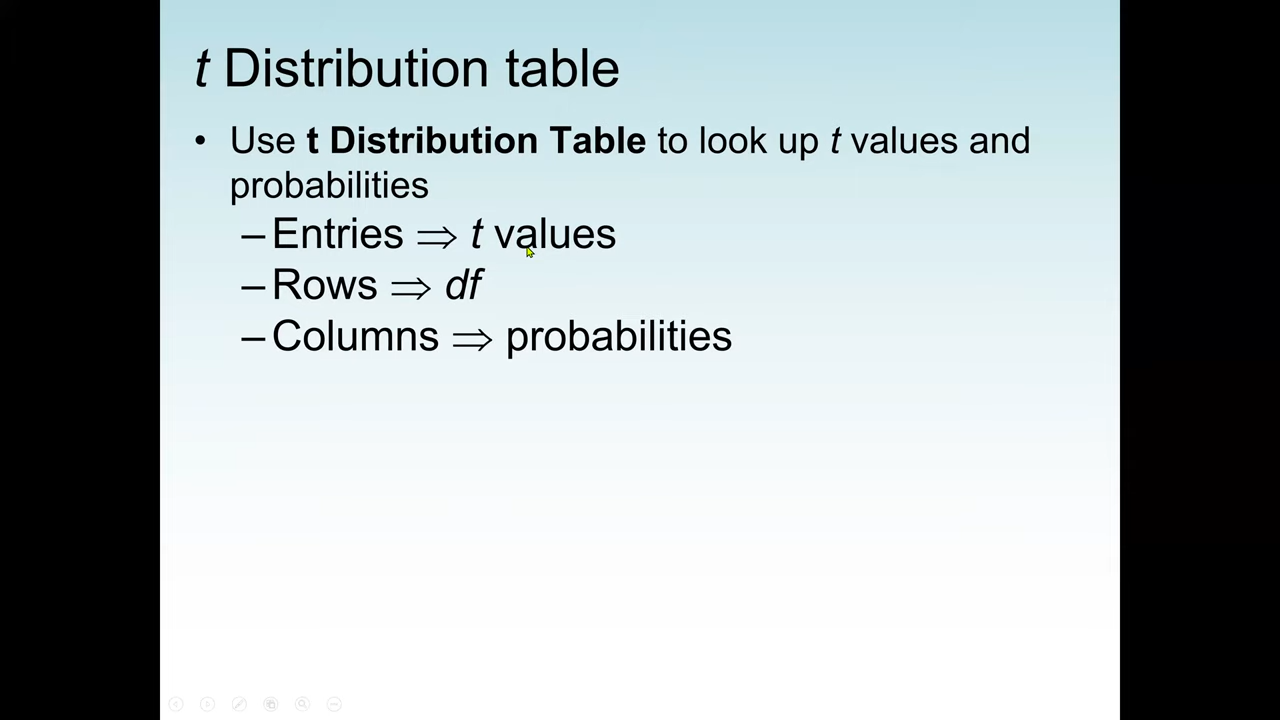 t Distribution table
• Use t Distribution Table to look up t values and
probabilities
–Entries ⇒ t values
–Rows ⇒ df
–Columns ⇒ probabilities